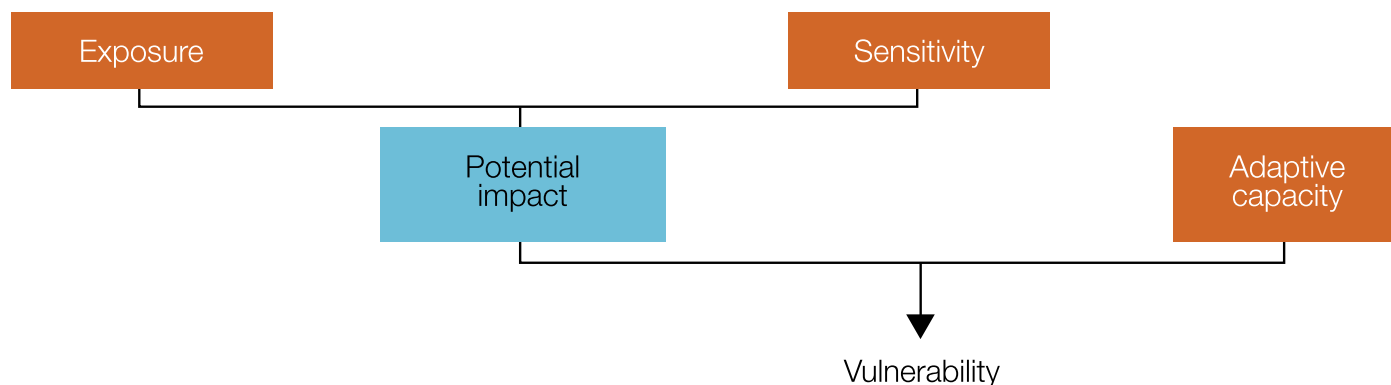 Exposure
Sensitivity
Potential
impact
Adaptive
capacity
Vulnerability